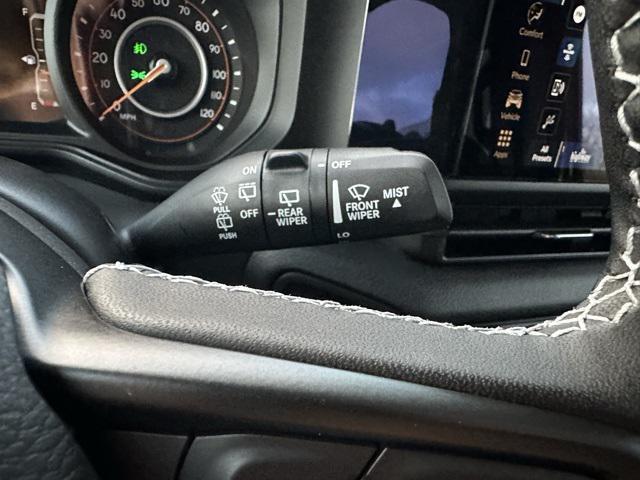 F
E
10
20
30
40
50
60
70
80
90
100
110
120
MPH
Comfort
Phone
Vehicle
Apps
All
Presets
ON
OFF
PULL
PUSH
REAR
WIPER
OFF
FRONT
WIPER
MIST
LO